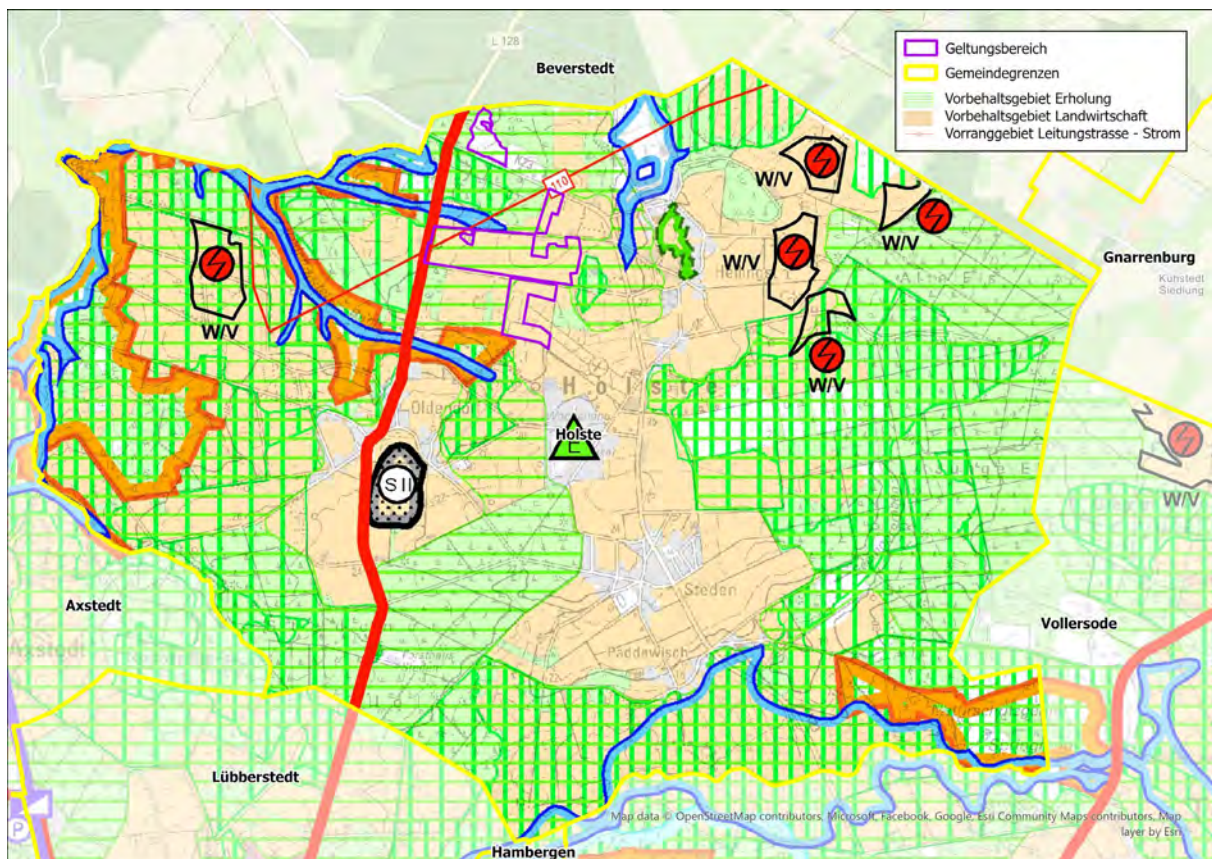 L 128
Beverstedt
Geltungsbereich
Gemeindegrenzen
Vorbehaltsgebiet Erholung
Vorbehaltsgebiet Landwirtschaft
Vorranggebiet Leitungstrasse - Strom
110
W/V
W/V
W/V
W/V
W/V
W/V
Gnarrenburg
Kuhstedt
Siedlung
Holste
Oldendorf
Holste
E
S II
Steden
Paddewisch
Forsthaus
Axstedt
Axstedt
Vollersode
Lübberstedt
P
Hambergen
Map data © OpenStreetMap contributors, Microsoft, Facebook, Google, Esri Community Maps contributors, Map
layer by Esri